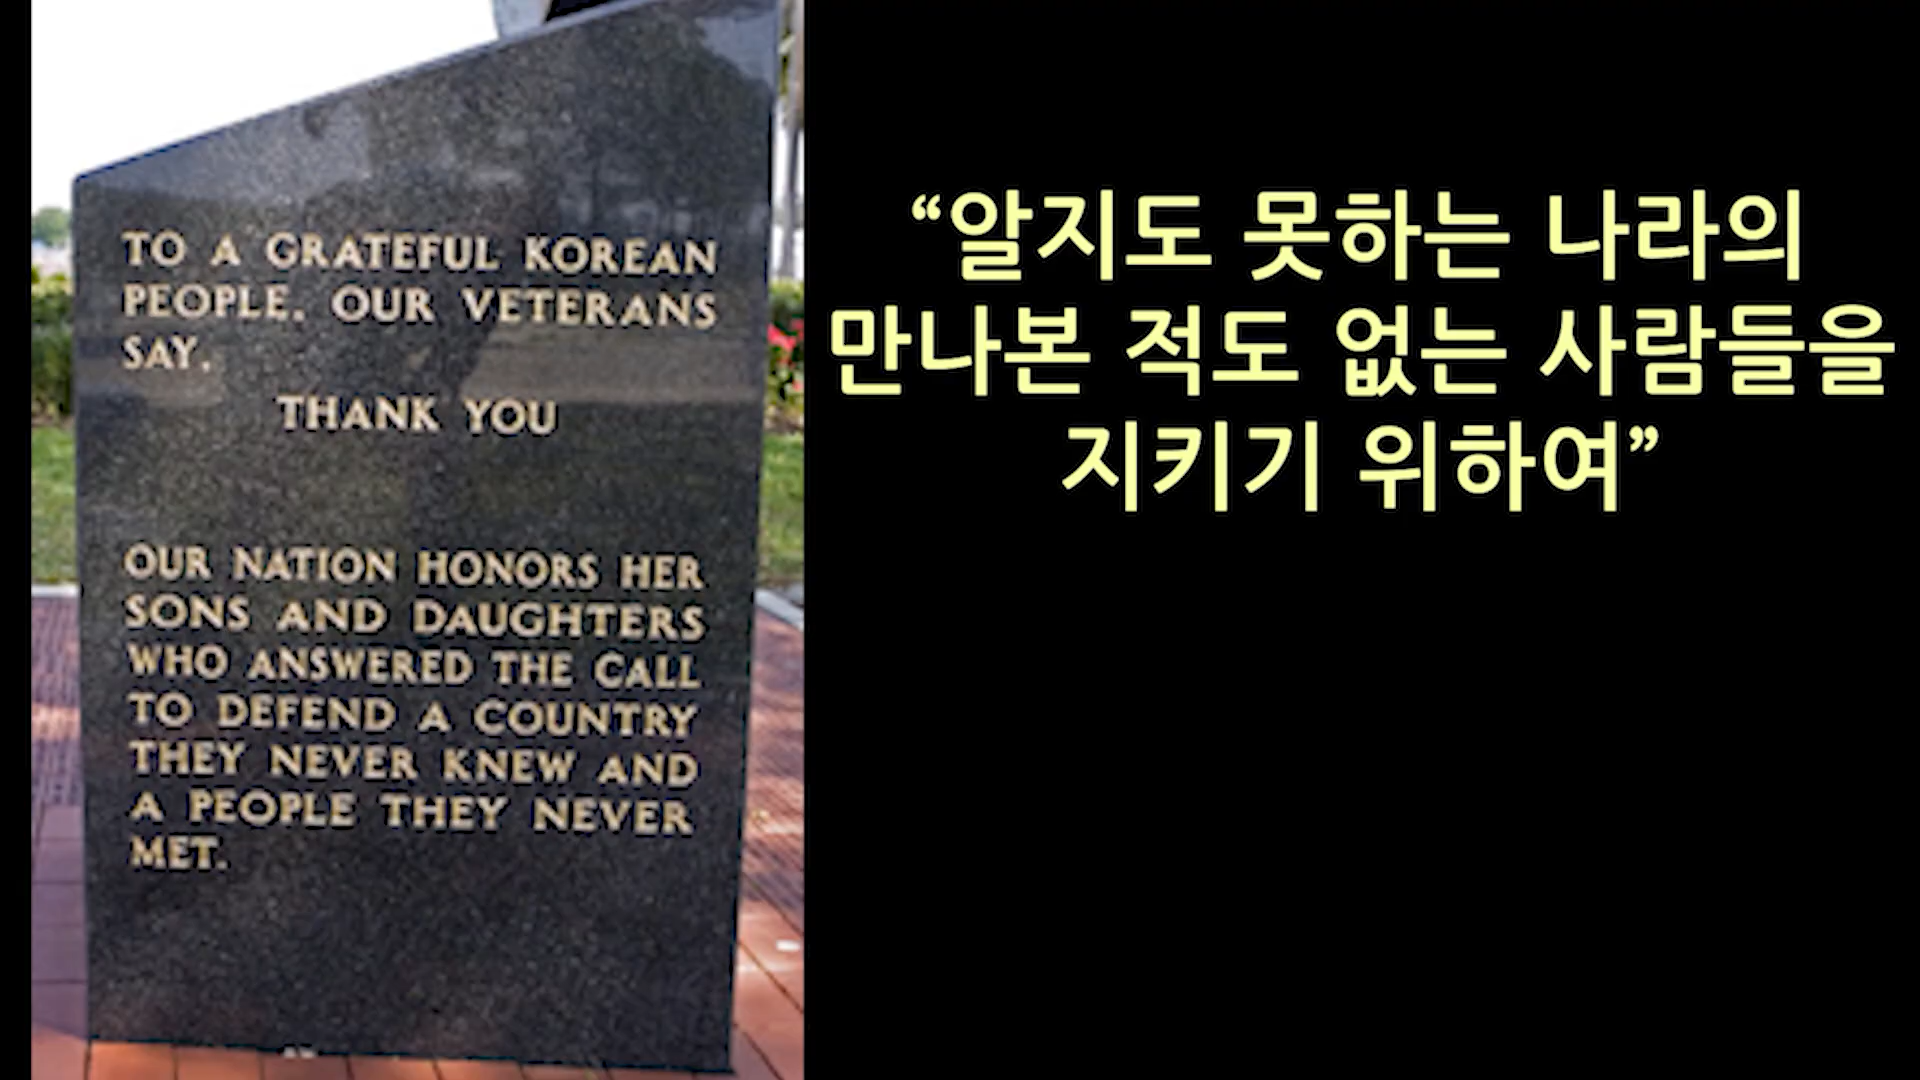 TO A GRATEFUL KOREAN
PEOPLE, OUR VETERANS
SAY,
THANK YOU
OUR NATION HONORS HER
SONS AND DAUGHTERS
WHO ANSWERED THE CALL
TO DEFEND A COUNTRY
THEY NEVER KNEW AND
A PEOPLE THEY NEVER
MET.
“알지도 못하는 나라의
만나본 적도 없는 사람들을
지키기 위하여”